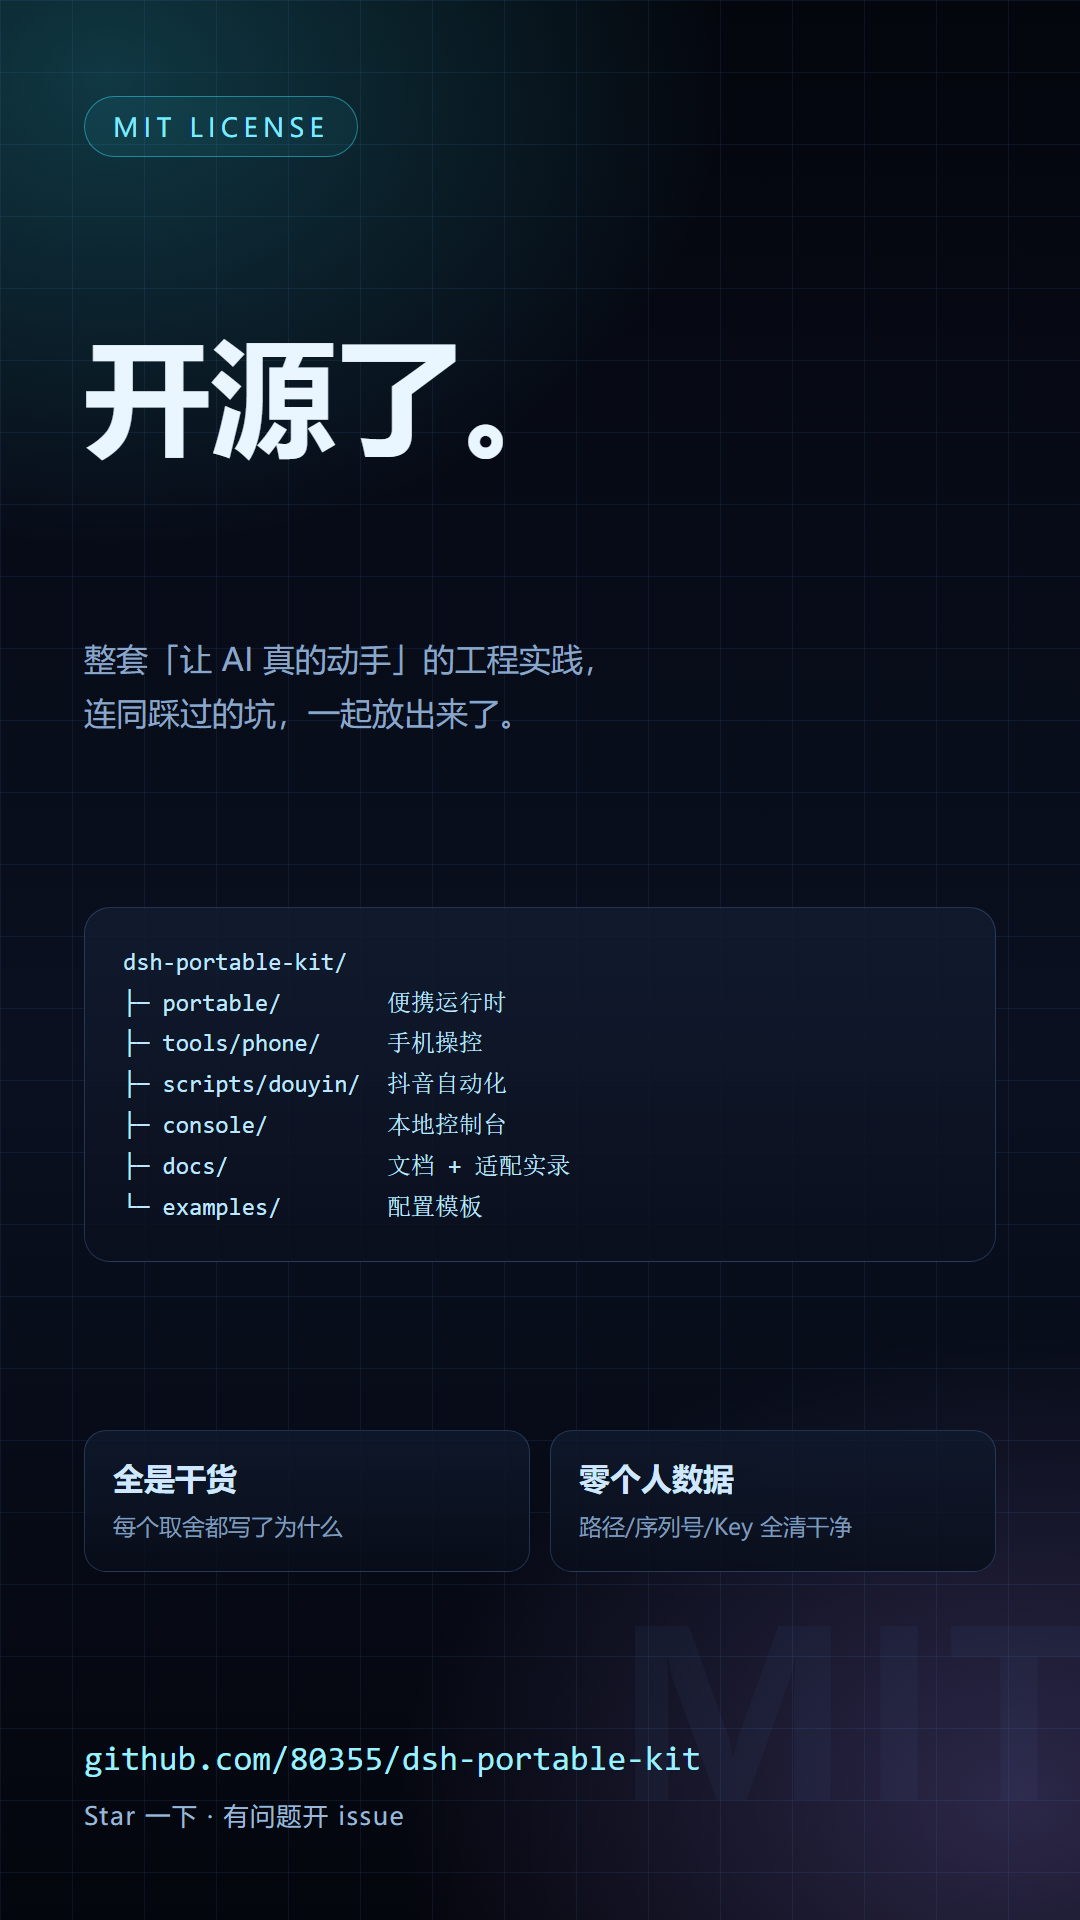 MIT LICENSE
开源了。
整套「让 AI 真的动手」的工程实践，
连同踩过的坑，一起放出来了。
dsh-portable-kit/
├─ portable/        便携运行时
├─ tools/phone/     手机操控
├─ scripts/douyin/  抖音自动化
├─ console/         本地控制台
├─ docs/            文档 + 适配实录
└─ examples/        配置模板
全是干货
每个取舍都写了为什么
零个人数据
路径/序列号/Key 全清干净
MIT
github.com/80355/dsh-portable-kit
Star 一下 · 有问题开 issue